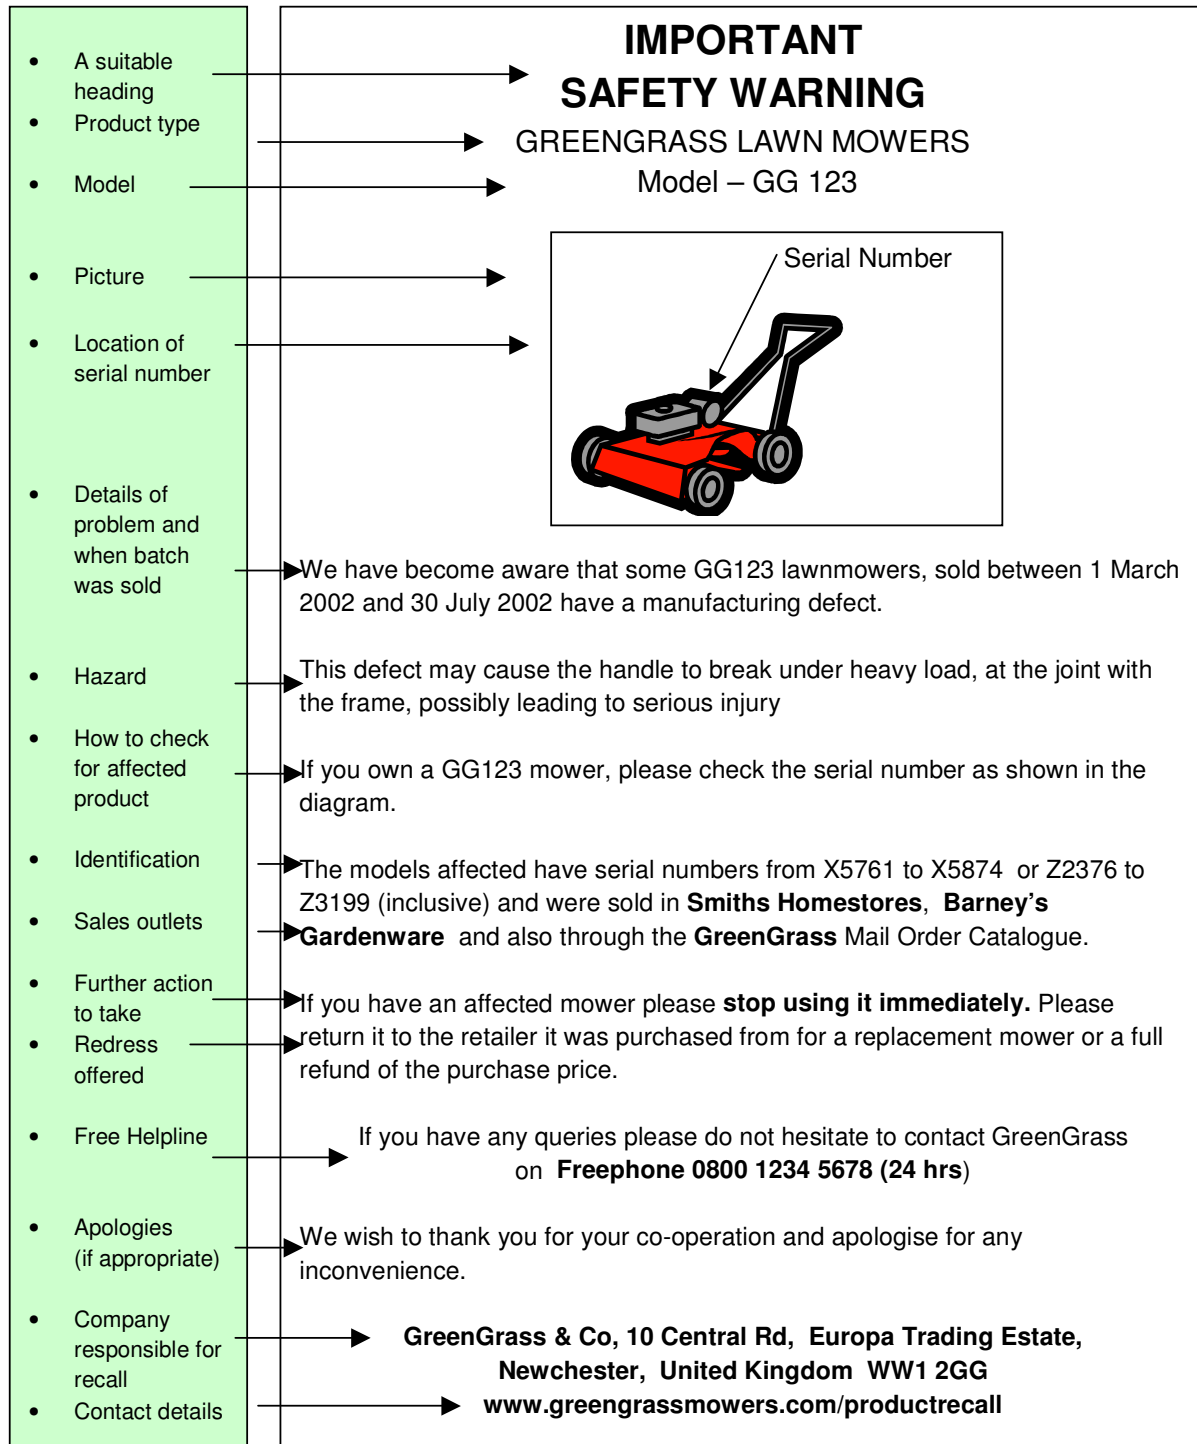 • A suitable
heading
• Product type
• Model
• Picture
• Location of
serial number
• Details of
problem and
when batch
was sold
• Hazard
• How to check
for affected
product
• Identification
• Sales outlets
• Further action
to take
• Redress
offered
• Free Helpline
• Apologies
(if appropriate)
• Company
responsible for
recall
• Contact details
IMPORTANT
SAFETY WARNING
GREENGRASS LAWN MOWERS
Model – GG 123
Serial Number
We have become aware that some GG123 lawnmowers, sold between 1 March
2002 and 30 July 2002 have a manufacturing defect.
This defect may cause the handle to break under heavy load, at the joint with
the frame, possibly leading to serious injury
If you own a GG123 mower, please check the serial number as shown in the
diagram.
The models affected have serial numbers from X5761 to X5874 or Z2376 to
Z3199 (inclusive) and were sold in Smiths Homestores, Barney’s
Gardenware and also through the GreenGrass Mail Order Catalogue.
If you have an affected mower please stop using it immediately. Please
return it to the retailer it was purchased from for a replacement mower or a full
refund of the purchase price.
If you have any queries please do not hesitate to contact GreenGrass
on Freephone 0800 1234 5678 (24 hrs)
We wish to thank you for your co-operation and apologise for any
inconvenience.
GreenGrass & Co, 10 Central Rd, Europa Trading Estate,
Newchester, United Kingdom WW1 2GG
www.greengrassmowers.com/productrecall